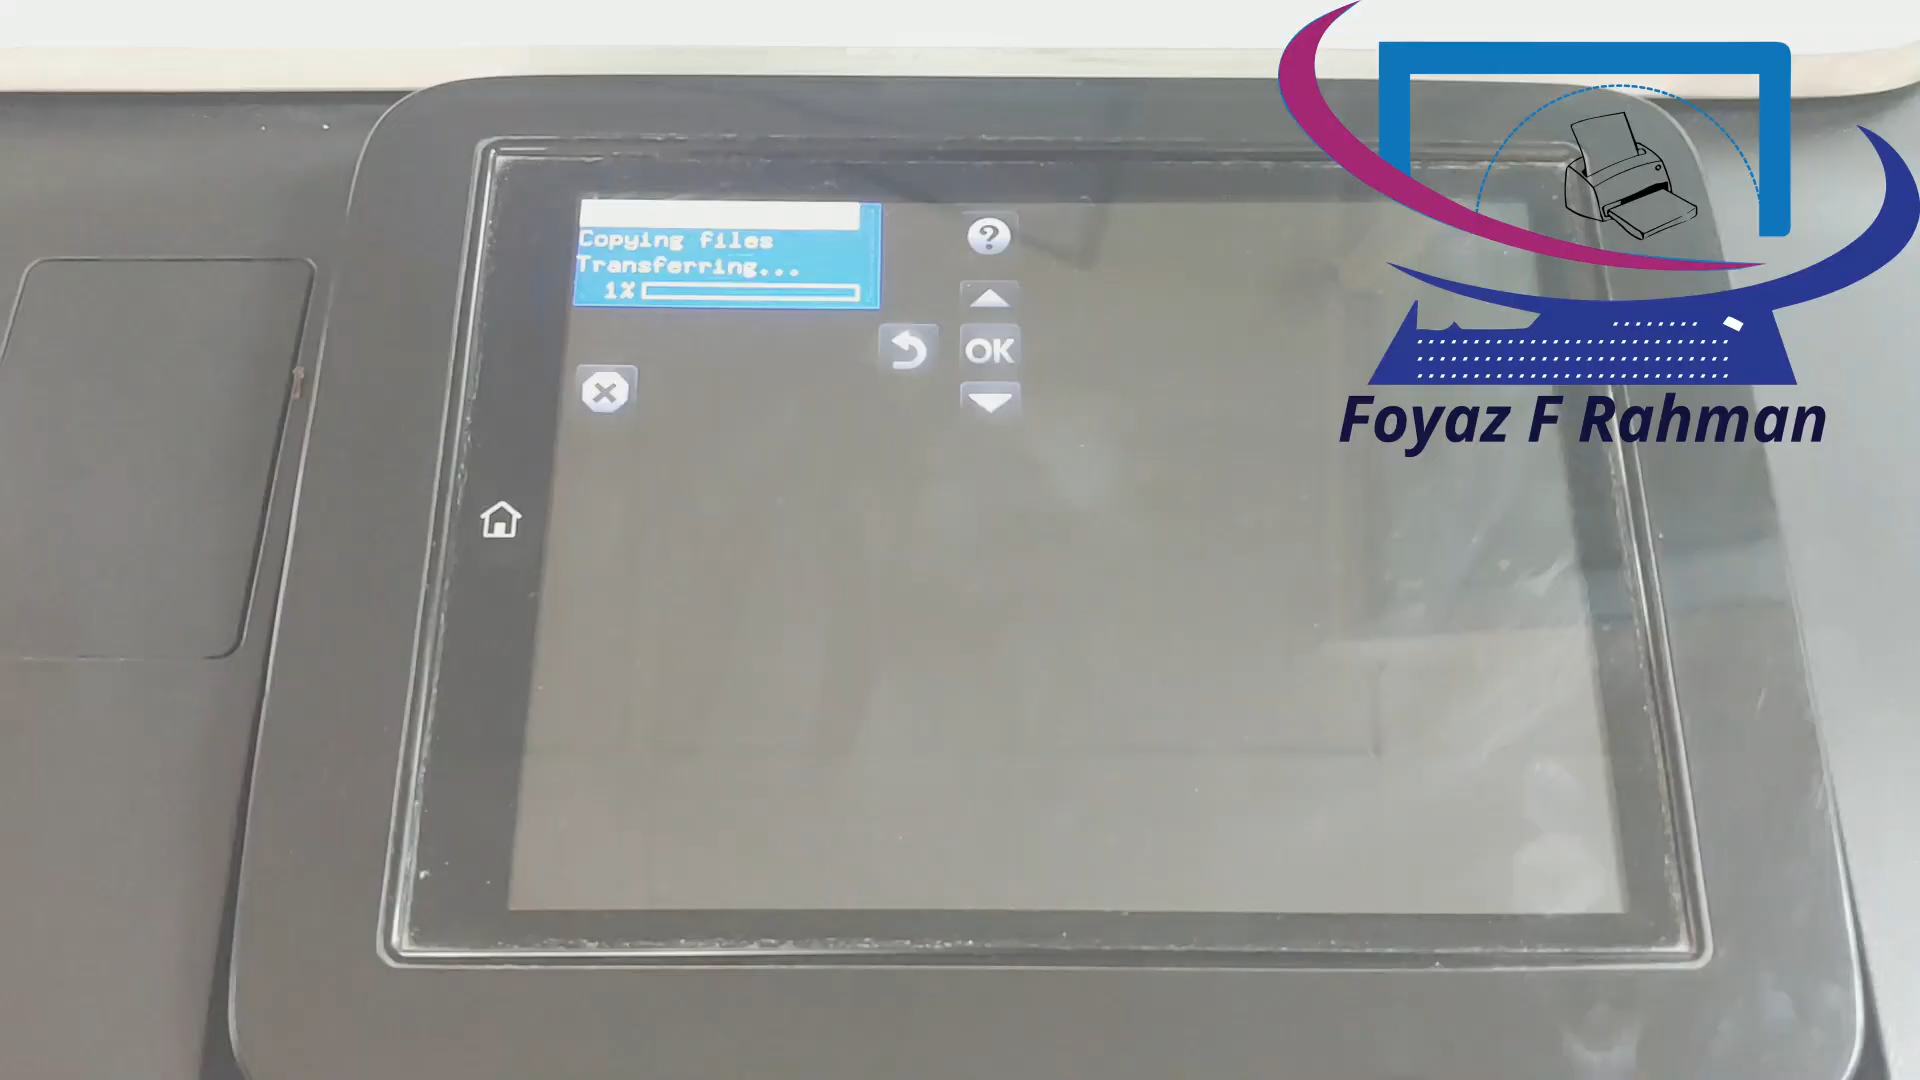 Copying files
Transferring...
1%
?
OK
Foyaz F Rahman